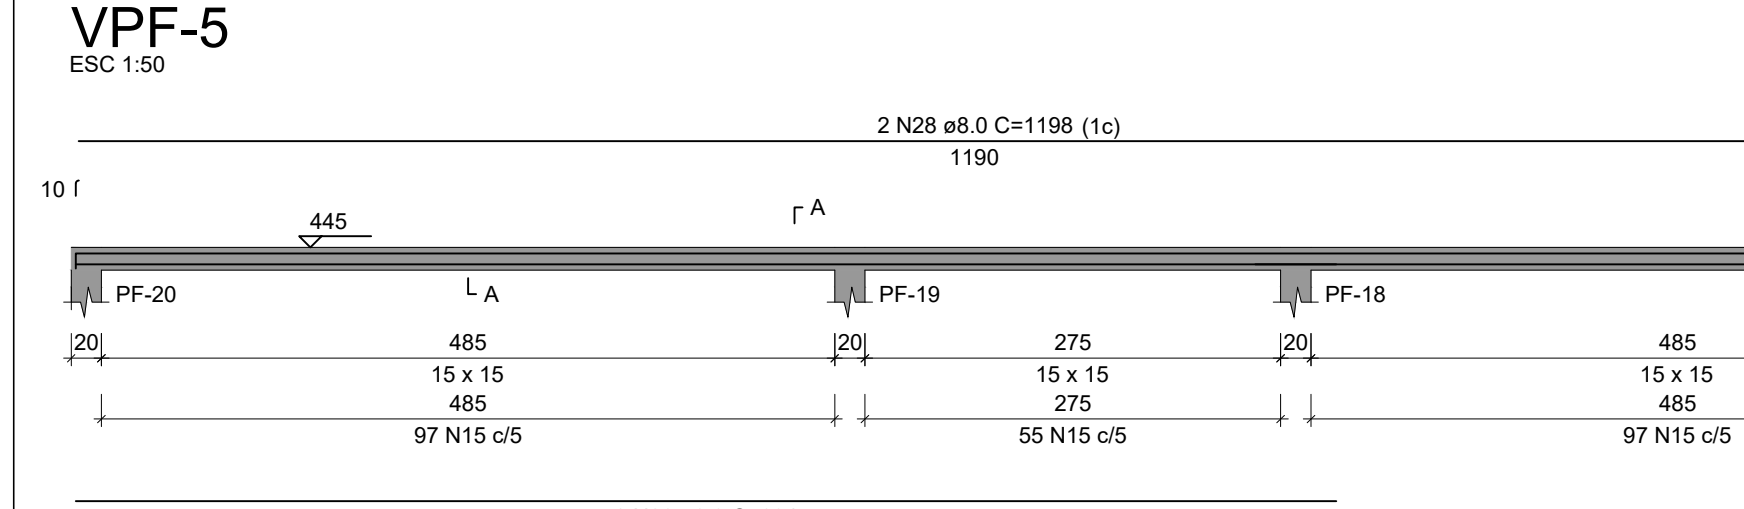 VPF-5
ESC 1:50
2 N28 ø8.0 C=1198 (1c)
1190
10
A
445
A
PF-20
PF-19
PF-18
20 485 20 275 20 485
15 x 15 15 x 15 15 x 15
485 275 485
97 N15 c/5 55 N15 c/5 97 N15 c/5